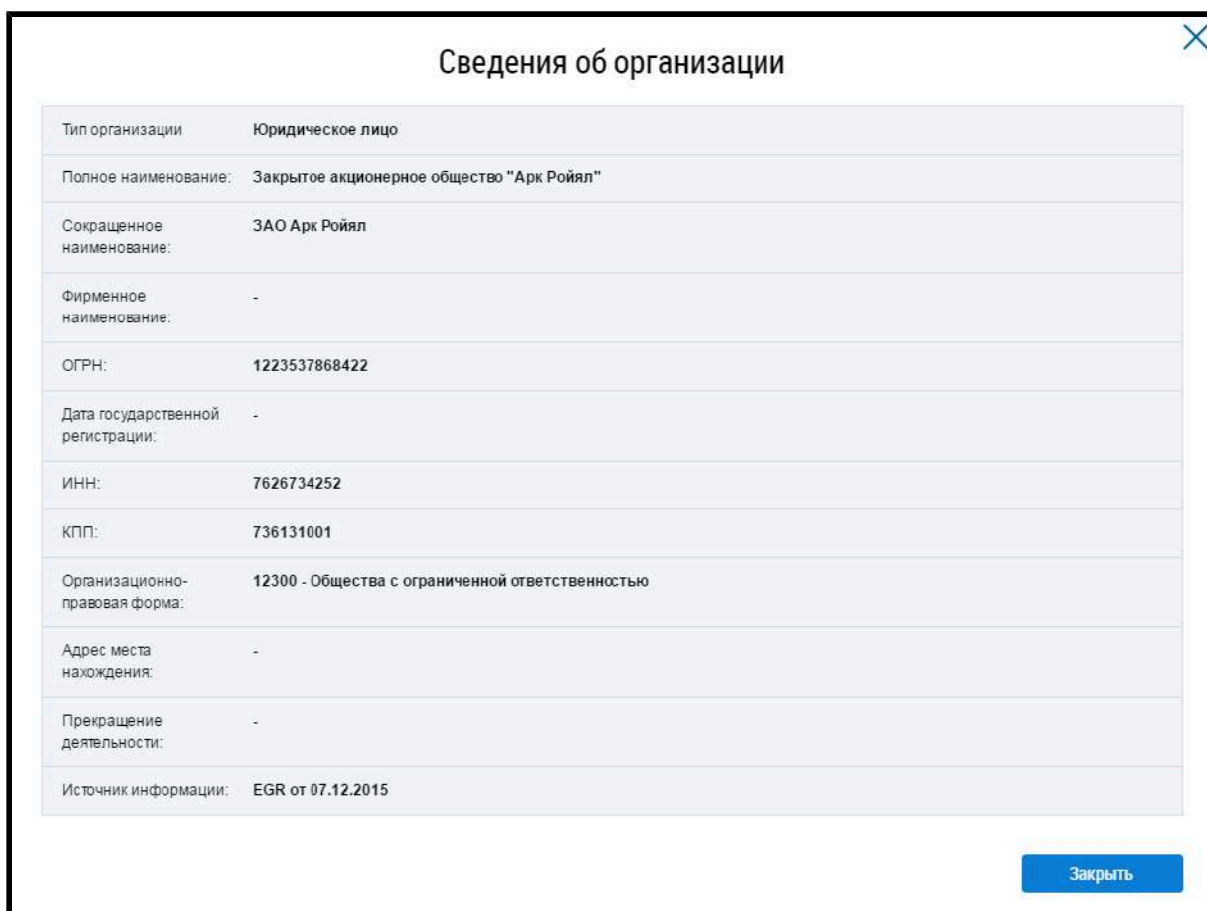 Сведения об организации
Тип организации Юридическое лицо
Полное наименование: Закрытое акционерное общество "Арк Ройял"
Сокращенное ЗАО Арк Ройял
наименование:
Фирменное -
наименование:
ОГРН: 1223537868422
Дата государственной -
регистрации:
ИНН: 7626734252
КПП: 736131001
Организационно- 12300 - Общества с ограниченной ответственностью
правовая форма:
Адрес места -
нахождения:
Прекращение -
деятельности:
Источник информации: EGR от 07.12.2015
Закрыть